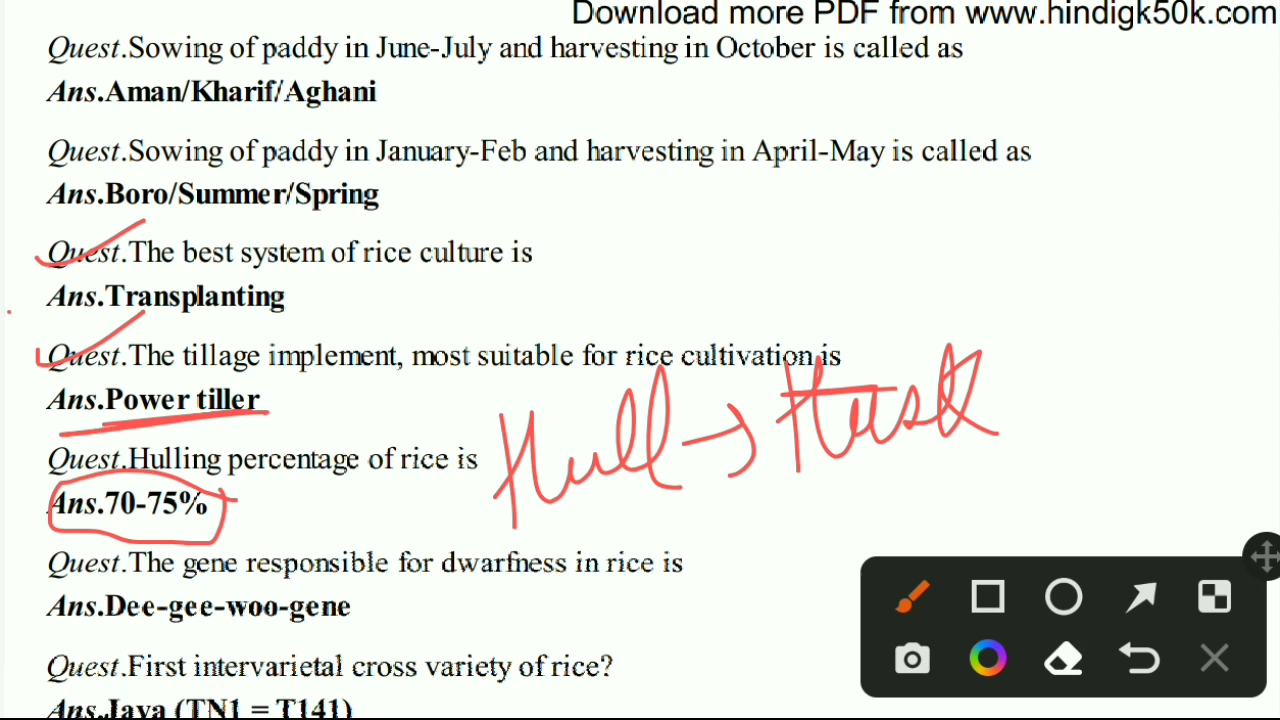 Download more PDF from www.hindigk50k.com
Quest.Sowing of paddy in June-July and harvesting in October is called as
Ans.Aman/Kharif/Aghani
Quest.Sowing of paddy in January-Feb and harvesting in April-May is called as
Ans.Boro/Summer/Spring
Quest.The best system of rice culture is
Ans.Transplanting
Quest.The tillage implement, most suitable for rice cultivation is
Ans.Power tiller
Hull → Husk
Quest.Hulling percentage of rice is
Ans.70-75%
Quest.The gene responsible for dwarfness in rice is
Ans.Dee-gee-woo-gene
Quest.First intervarietal cross variety of rice?
Ans.Java (TN1 = T141)